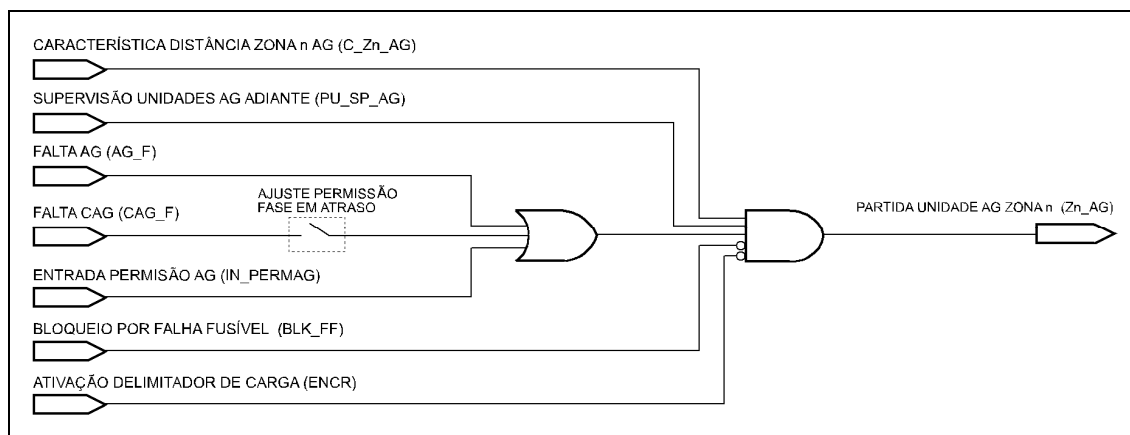 CARACTERÍSTICA DISTÂNCIA ZONA n AG (C_Zn_AG)
SUPERVISÃO UNIDADES AG ADIANTE (PU_SP_AG)
FALTA AG (AG_F)
AJUSTE PERMISSÃO
FASE EM ATRASO
FALTA CAG (CAG_F)
PARTIDA UNIDADE AG ZONA n (Zn_AG)
ENTRADA PERMISÃO AG (IN_PERMAG)
BLOQUEIO POR FALHA FUSÍVEL (BLK_FF)
ATIVAÇÃO DELIMITADOR DE CARGA (ENCR)